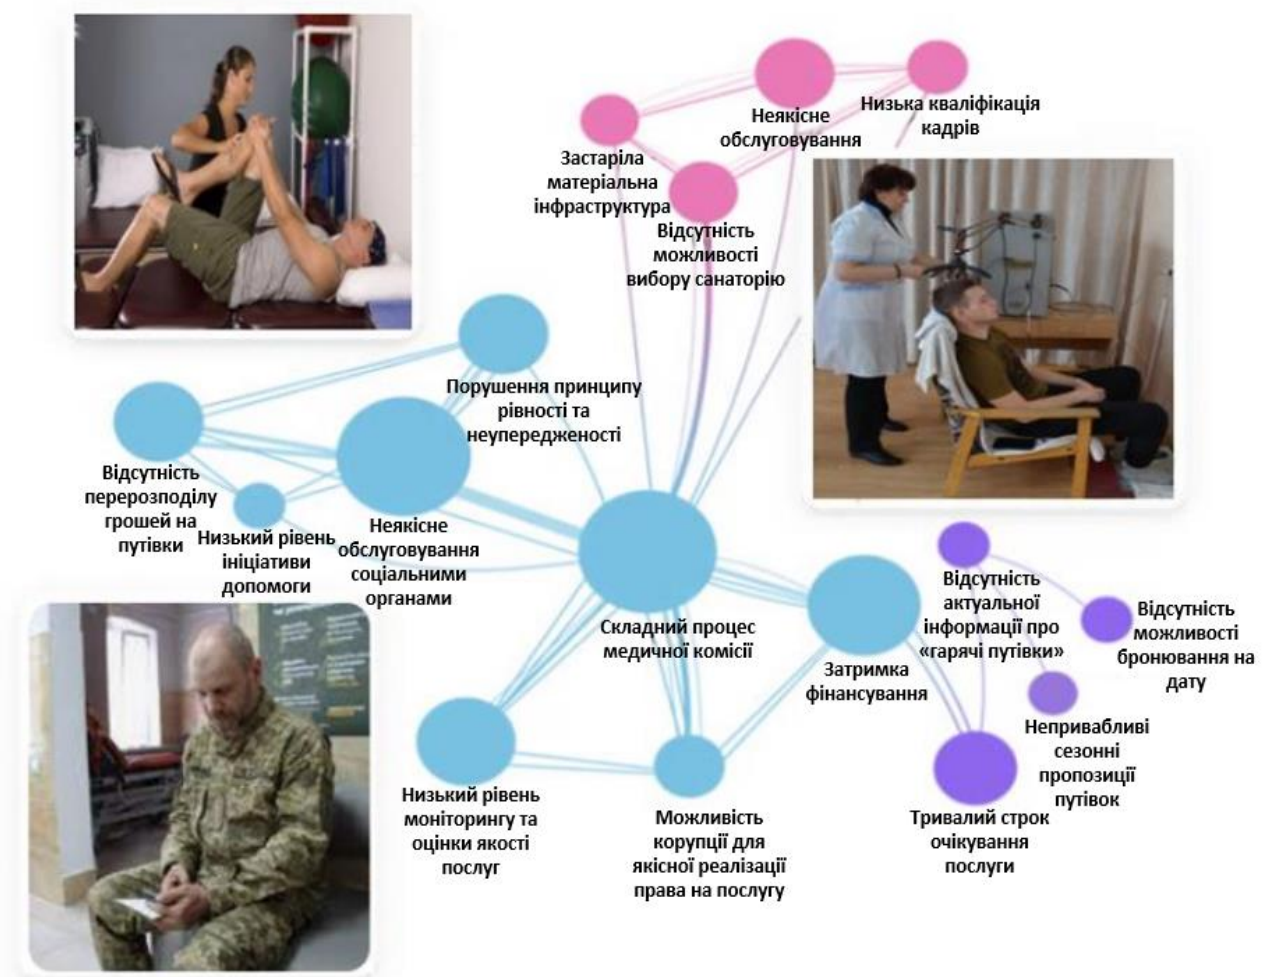 Неякісне
обслуговування
Низька кваліфікація
кадрів
Застаріла
матеріальна
інфраструктура
Відсутність
можливості
вибору санаторію
Порушення принципу
рівності та
неупередженості
Відсутність
перерозподілу
грошей на
путівки
Низький рівень
ініціативи
допомоги
Неякісне
обслуговування
соціальними
органами
Складний процес
медичної комісії
Затримка
фінансування
Відсутність
актуальної
інформації про
«гарячі путівки»
Відсутність
можливості
бронювання на
дату
Непривабливі
сезонні
пропозиції
путівок
Тривалий строк
очікування
послуги
Низький рівень
моніторингу та
оцінки якості
послуг
Можливість
корупції для
якісної реалізації
права на послугу